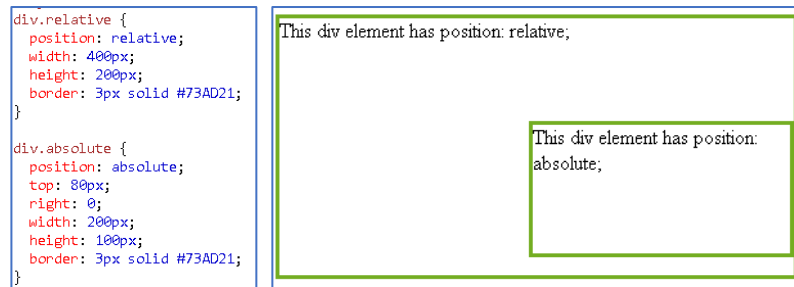 div.relative {
position: relative;
width: 400px;
height: 200px;
border: 3px solid #73AD21;
}
div.absolute {
position: absolute;
top: 80px;
right: 0;
width: 200px;
height: 100px;
border: 3px solid #73AD21;
}
This div element has position: relative;
This div element has position:
absolute;